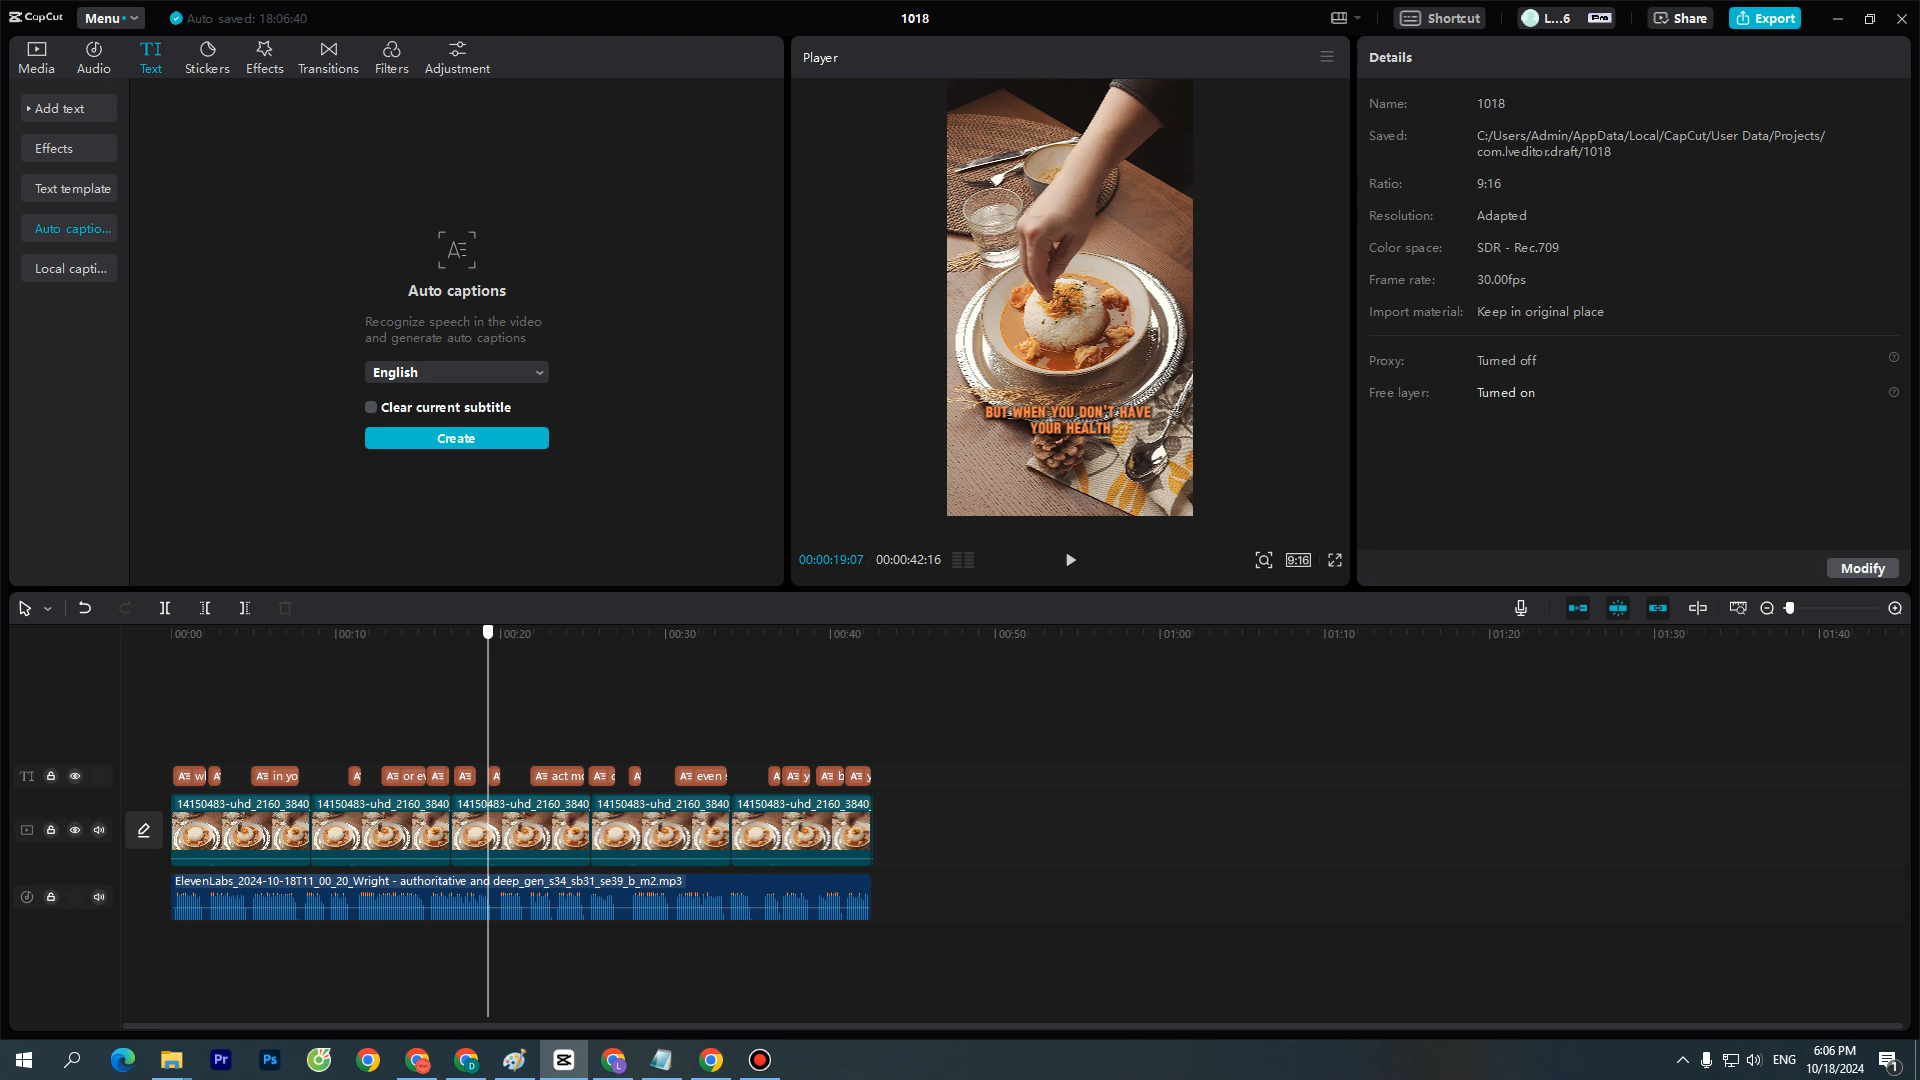 CapCut
Menu
Auto saved: 18:06:40
1018
Shortcut
L...6
Pro
Share
Export
Media
Audio
TI
Text
Stickers
Effects
Transitions
Filters
Adjustment
Add text
Effects
Text template
Auto captio...
Local capti...
Auto captions
Recognize speech in the video
and generate auto captions
English
Clear current subtitle
Create
Player
BUT WHEN YOU DON'T HAVE
YOUR HEALTH
00:00:19:07
00:00:42:16
9:16
Details
Name: 1018
Saved: C:/Users/Admin/AppData/Local/CapCut/User Data/Projects/
com.lveditor.draft/1018
Ratio: 9:16
Resolution: Adapted
Color space: SDR - Rec.709
Frame rate: 30.00fps
Import material: Keep in original place
Proxy: Turned off
Free layer: Turned on
Modify
00:00 00:10 00:20 00:30 00:40 00:50 01:00 01:10 01:20 01:30 01:40
in yo
or ev
act mo
even s
14150483-uhd_2160_3840 14150483-uhd_2160_3840 14150483-uhd_2160_3840 14150483-uhd_2160_3840 14150483-uhd_2160_3840
ElevenLabs_2024-10-18T11_00_20_Wright - authoritative and deep_gen_s34_sb31_se39_b_m2.mp3
Pr
Ps
D
L
ENG
6:06 PM
10/18/2024
1